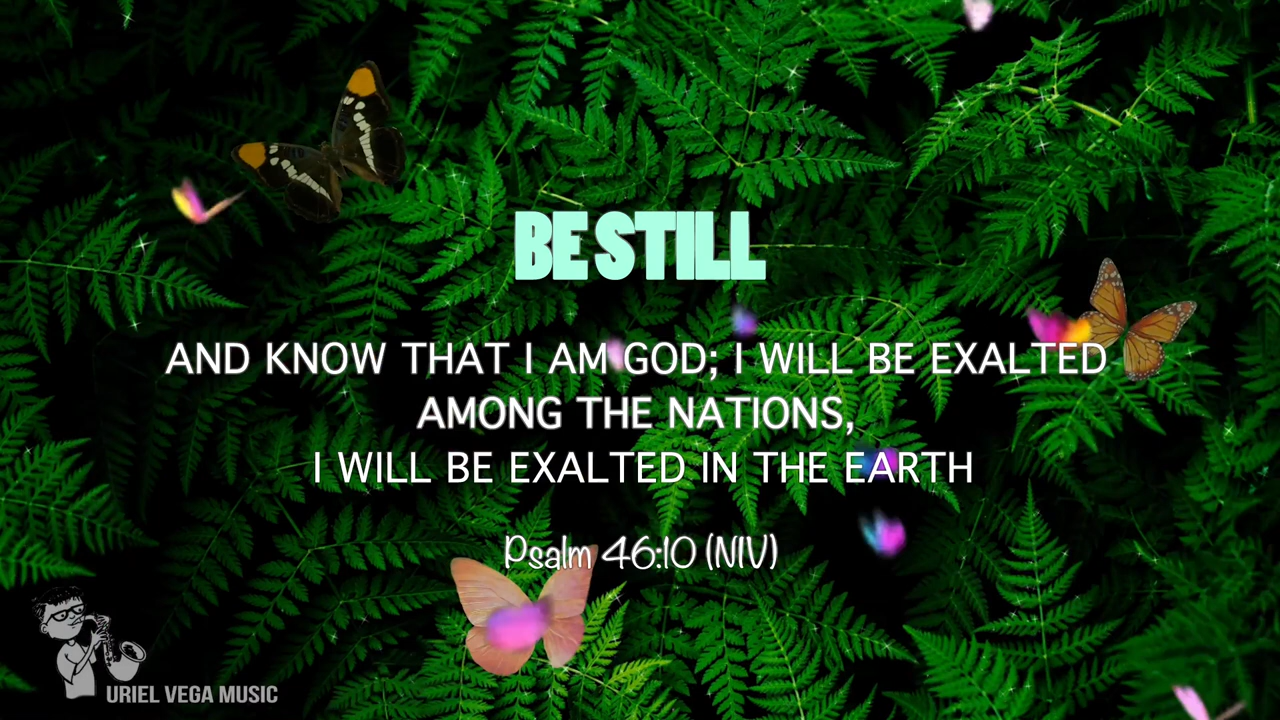 BE STILL
AND KNOW THAT I AM GOD; I WILL BE EXALTED
AMONG THE NATIONS,
I WILL BE EXALTED IN THE EARTH
Psalm 46:10 (NIV)
URIEL VEGA MUSIC